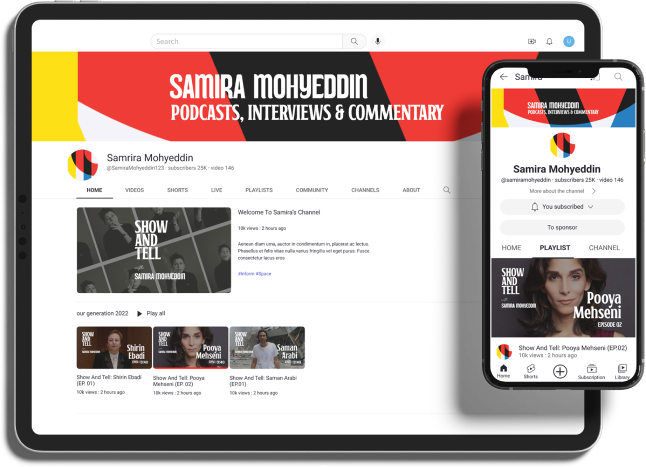 Search
U
SAMIRA MOHYEDDIN
PODCASTS, INTERVIEWS & COMMENTARY
Samrira Mohyeddin
@SamiraMohyeddin123 · subscribers 25K · video 146
HOME VIDEOS SHORTS LIVE PLAYLISTS COMMUNITY CHANNELS ABOUT
SHOW
AND
TELL
with
SAMIRA MOHYEDDIN
Welcome To Samira's Channel
10k views : 2 hours ago
Aenean diam urna, auctor in condimentum in, placerat ac lectus.
Phasellus et felis vitae nulla varius fringilla vel eget purus. Fusce
consectetur lacus eros
#Inform #Space
our generation 2022 Play all
SHOW
AND
TELL
Shirin
Ebadi
SHOW
AND
TELL
Pooya
Mehseni
SHOW
AND
TELL
Saman
Arabi
Show And Tell: Shirin Ebadi
(EP. 01)
10k views : 2 hours ago
Show And Tell: Pooya
Mehseni (EP.02)
10k views : 2 hours ago
Show And Tell: Saman Arabi
(EP.01)
10k views : 2 hours ago
Samira
SAMIRA MOHYEDDIN
PODCASTS, INTERVIEWS & COMMENTARY
Samira Mohyeddin
@samiramohyeddin · subscribers 25K · video 146
More about the channel
You subscribed
To sponsor
HOME PLAYLIST CHANNEL
SHOW
AND
TELL
with
SAMIRA MOHYEDDIN
Pooya
Mehseni
EPISODE 02
Show And Tell: Pooya Mehseni (EP.02)
10k views : 2 hours ago
Home Shorts Subscription Library